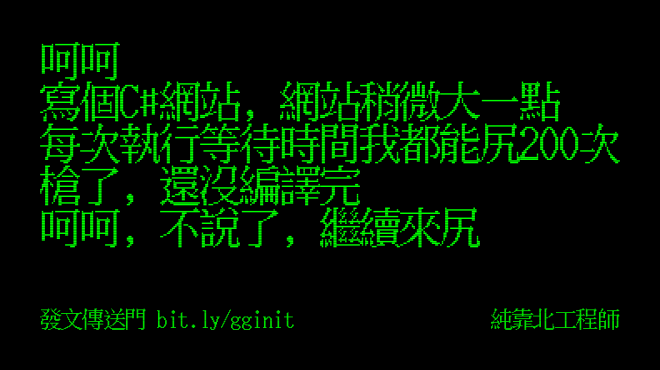 呵呵
寫個C#網站, 網站稍微大一點
每次執行等待時間我都能尻200次
槍了, 還沒編譯完
呵呵, 不說了, 繼續來尻
發文傳送門 bit.ly/gginit
純靠北工程師